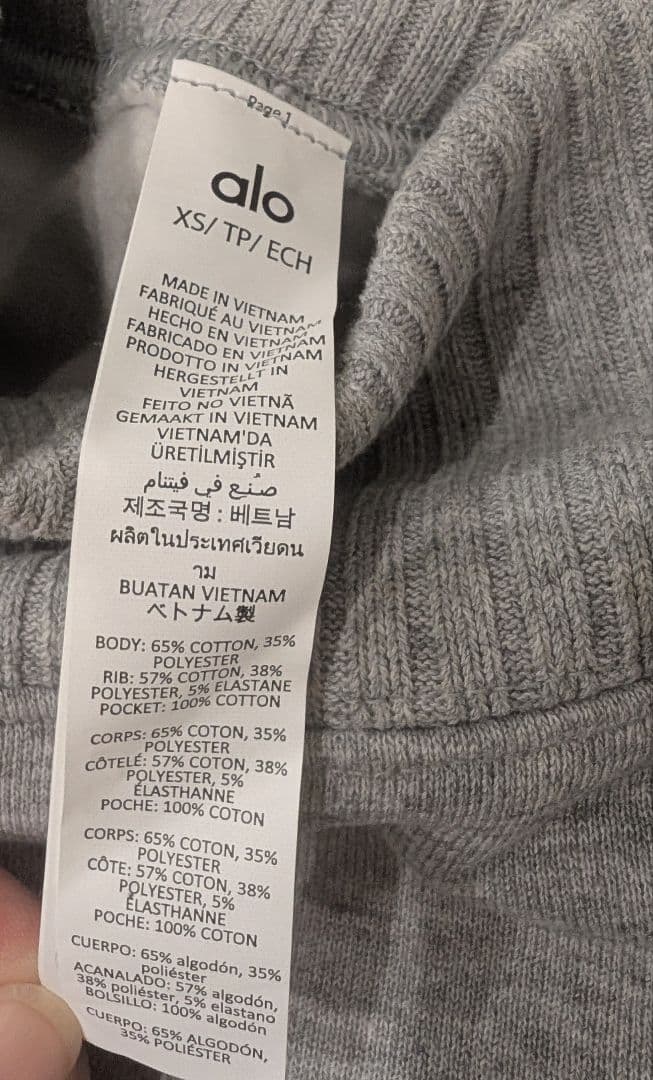 Page 1
alo
XS/ TP/ ECH
MADE IN VIETNAM
FABRIQUÉ AU VIETNAM
HECHO EN VIETNAM
FABRICADO EN VIETNAM
PRODOTTO IN VIETNAM
HERGESTELLT IN
VIETNAM
FEITO NO VIETNÃ
GEMAAKT IN VIETNAM
VIETNAM'DA
ÜRETİLMİŞTİR
صُنع في فيتنام
제조국명 : 베트남
ผลิตในประเทศเวียดน
าม
BUATAN VIETNAM
ベトナム製
BODY: 65% COTTON, 35%
POLYESTER
RIB: 57% COTTON, 38%
POLYESTER, 5% ELASTANE
POCKET: 100% COTTON
CORPS: 65% COTON, 35%
POLYESTER
CÔTELÉ: 57% COTON, 38%
POLYESTER, 5%
ÉLASTHANNE
POCHE: 100% COTON
CORPS: 65% COTON, 35%
POLYESTER
CÔTE: 57% COTON, 38%
POLYESTER, 5%
ÉLASTHANNE
POCHE: 100% COTON
CUERPO: 65% algodón, 35%
poliéster
ACANALADO: 57% algodón,
38% poliéster, 5% elastano
BOLSILLO: 100% algodón
CUERPO: 65% ALGODÓN,
35% POLIÉSTER